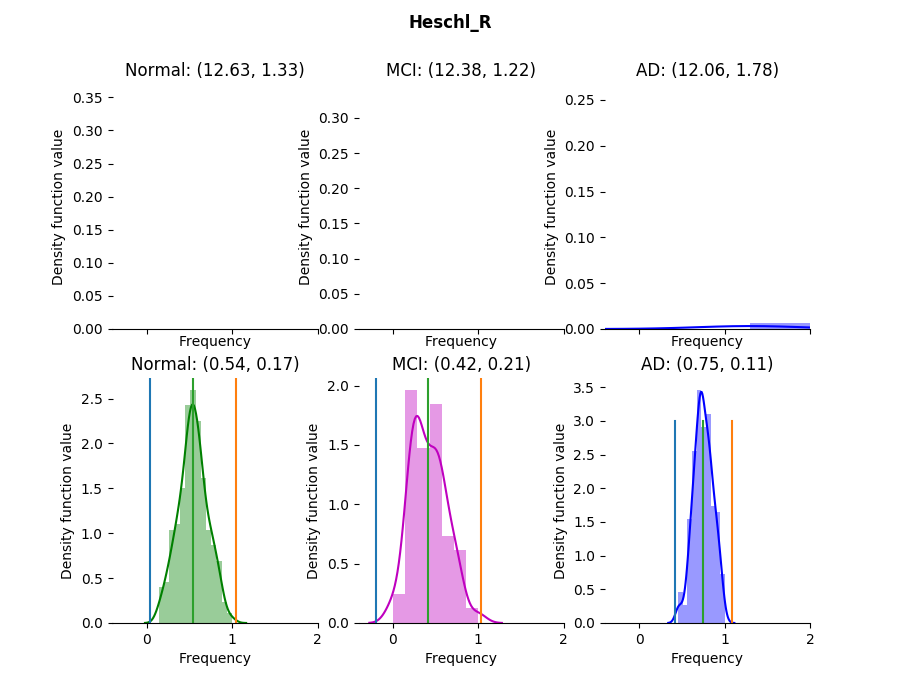 Heschl_R
Normal: (12.63, 1.33)
MCI: (12.38, 1.22)
AD: (12.06, 1.78)
Density function value
0.35
0.30
0.25
0.20
0.15
0.10
0.05
0.00
Frequency
Density function value
0.30
0.25
0.20
0.15
0.10
0.05
0.00
Frequency
Density function value
0.25
0.20
0.15
0.10
0.05
0.00
Frequency
Normal: (0.54, 0.17)
MCI: (0.42, 0.21)
AD: (0.75, 0.11)
Density function value
2.5
2.0
1.5
1.0
0.5
0.0
0 1 2
Frequency
Density function value
2.0
1.5
1.0
0.5
0.0
0 1 2
Frequency
Density function value
3.5
3.0
2.5
2.0
1.5
1.0
0.5
0.0
0 1 2
Frequency